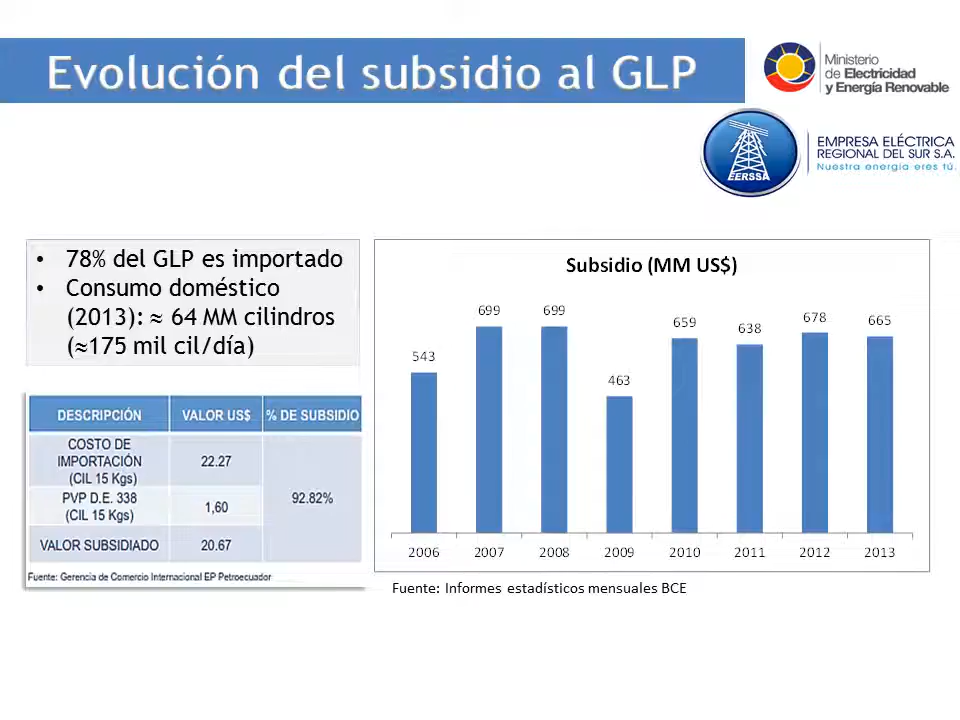 Evolución del subsidio al GLP
Ministerio
de Electricidad
y Energía Renovable
EERSSA
EMPRESA ELÉCTRICA
REGIONAL DEL SUR S.A.
Nuestra energía eres tú.
• 78% del GLP es importado
• Consumo doméstico
(2013): ≈ 64 MM cilindros
(≈175 mil cil/día)
DESCRIPCIÓN VALOR US$ % DE SUBSIDIO
COSTO DE
IMPORTACIÓN
(CIL 15 Kgs)
22.27
PVP D.E. 338
(CIL 15 Kgs)
1,60
92.82%
VALOR SUBSIDIADO 20.67
Fuente: Gerencia de Comercio Internacional EP Petroecuador
Subsidio (MM US$)
543 699 699 463 659 638 678 665
2006 2007 2008 2009 2010 2011 2012 2013
Fuente: Informes estadísticos mensuales BCE